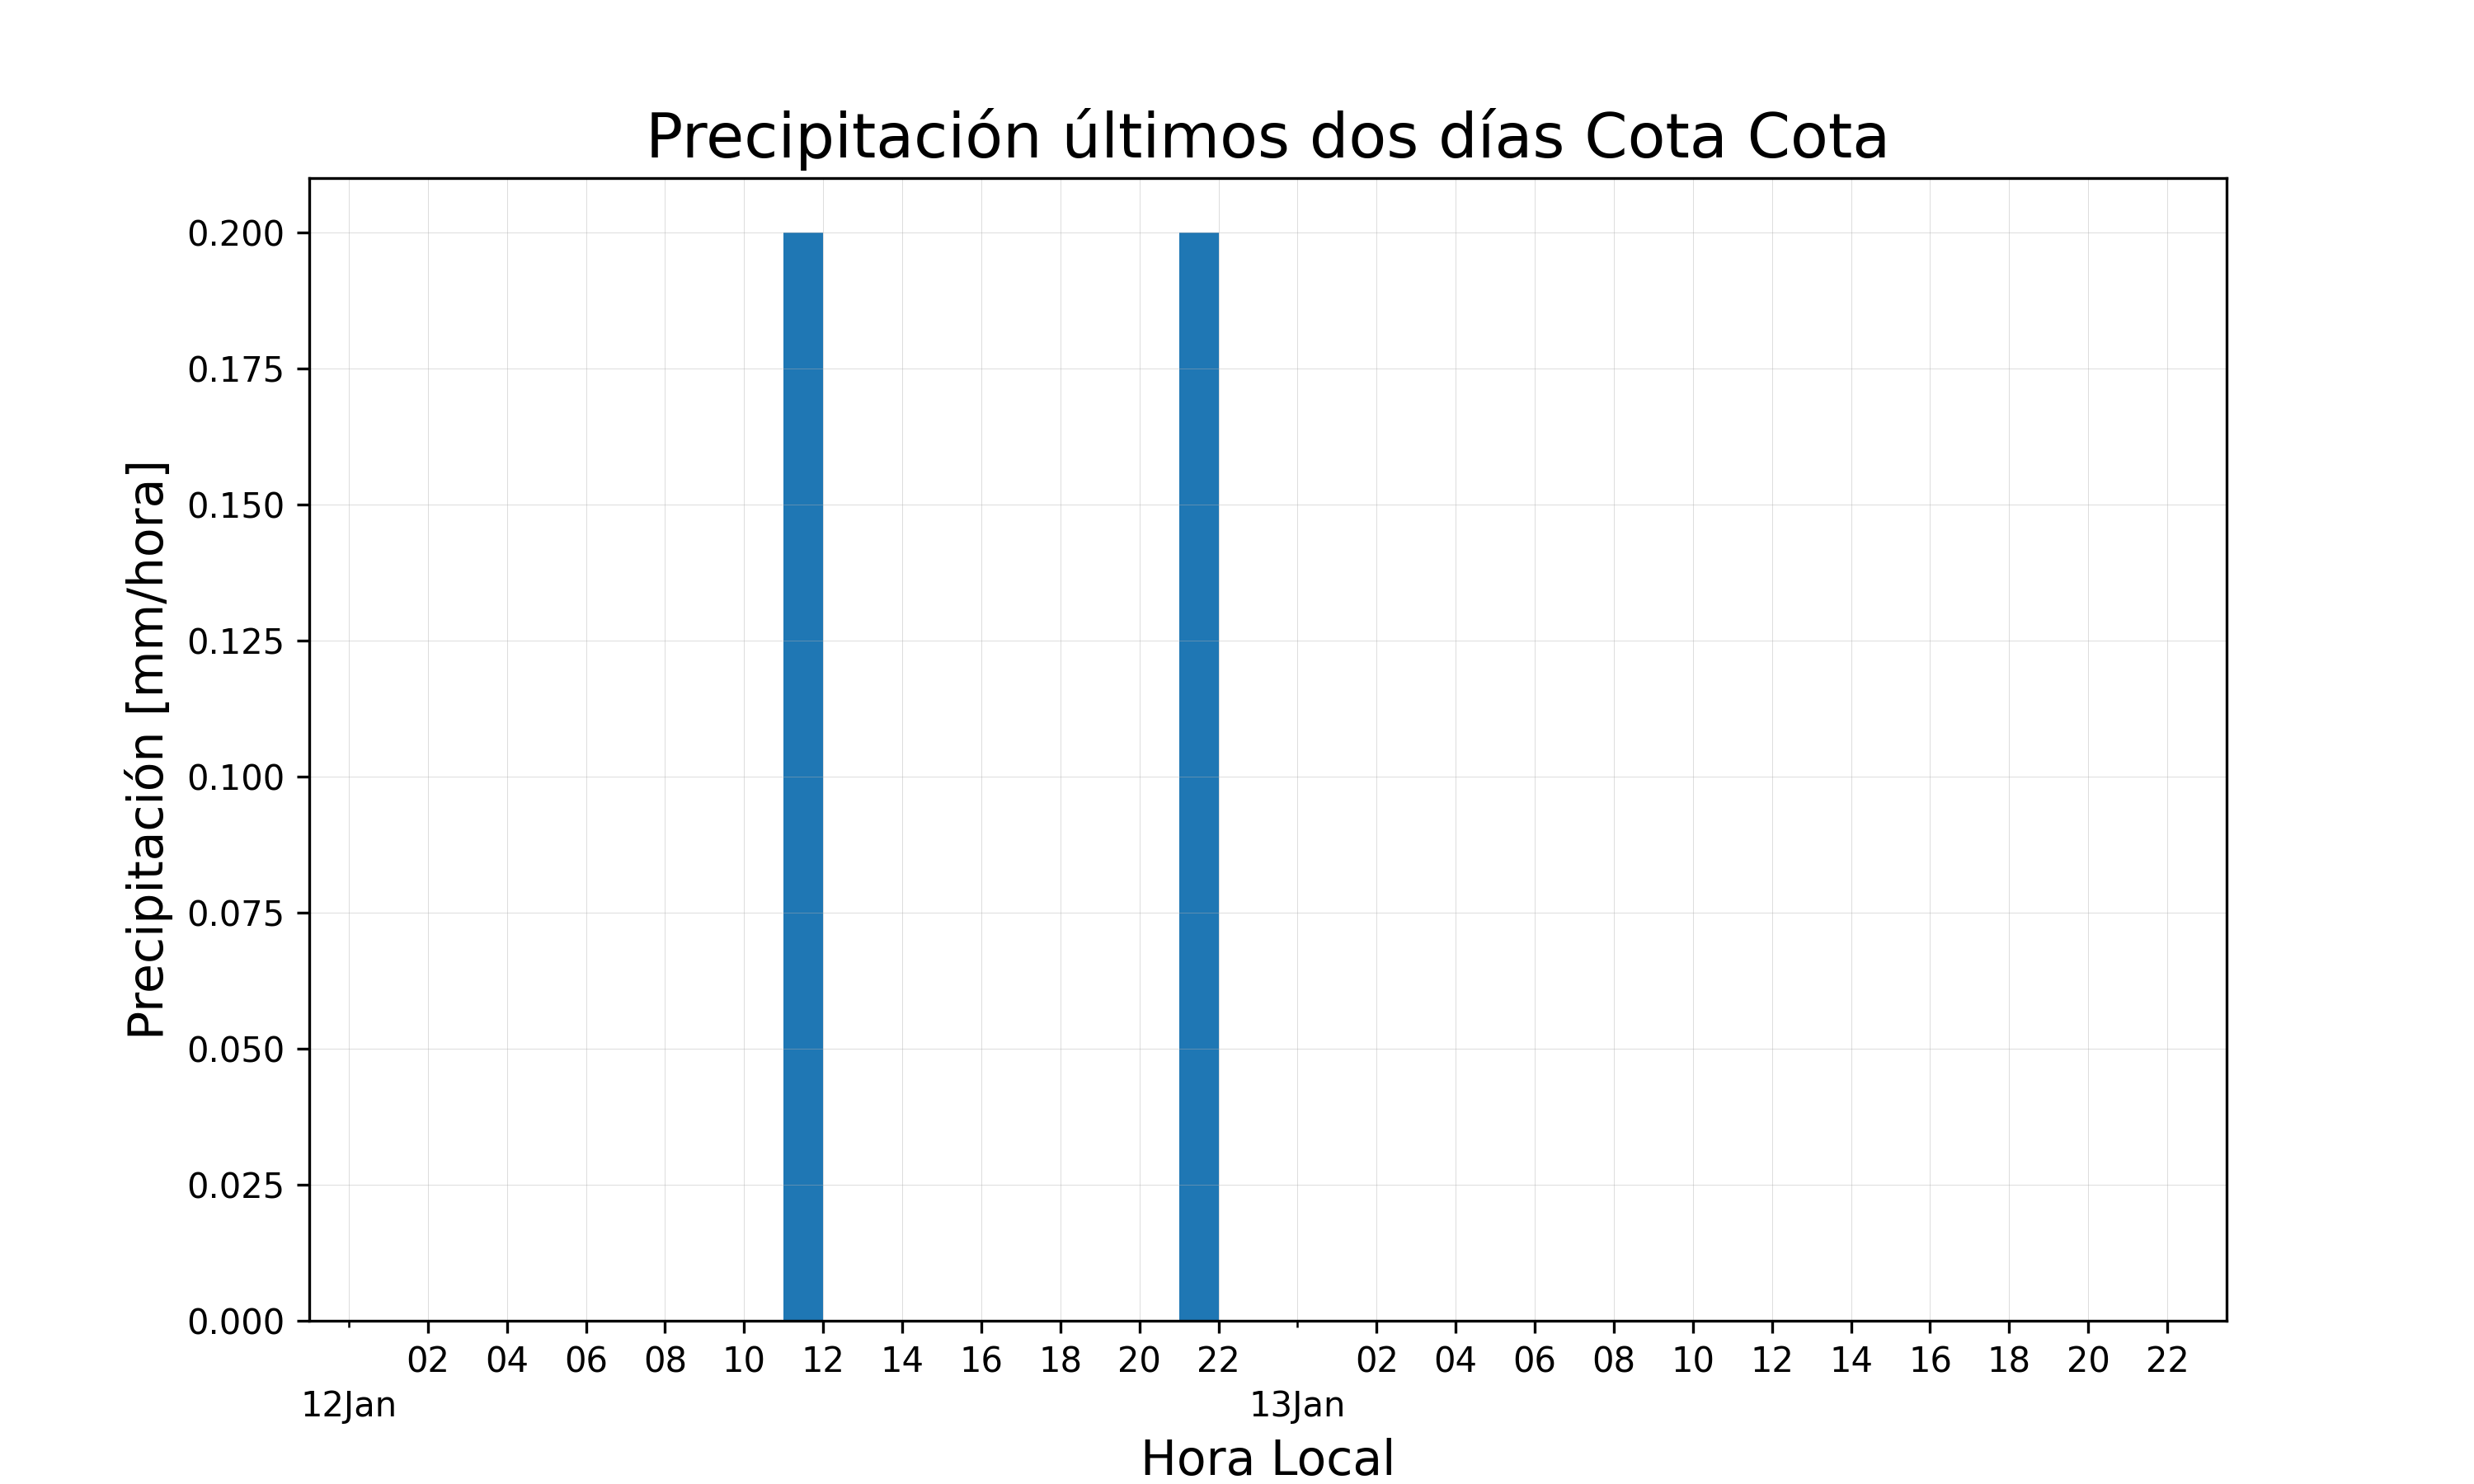 Precipitación últimos dos días Cota Cota
Precipitación [mm/hora]
0.200
0.175
0.150
0.125
0.100
0.075
0.050
0.025
0.000
02 04 06 08 10 12 14 16 18 20 22 02 04 06 08 10 12 14 16 18 20 22
12Jan 13Jan
Hora Local